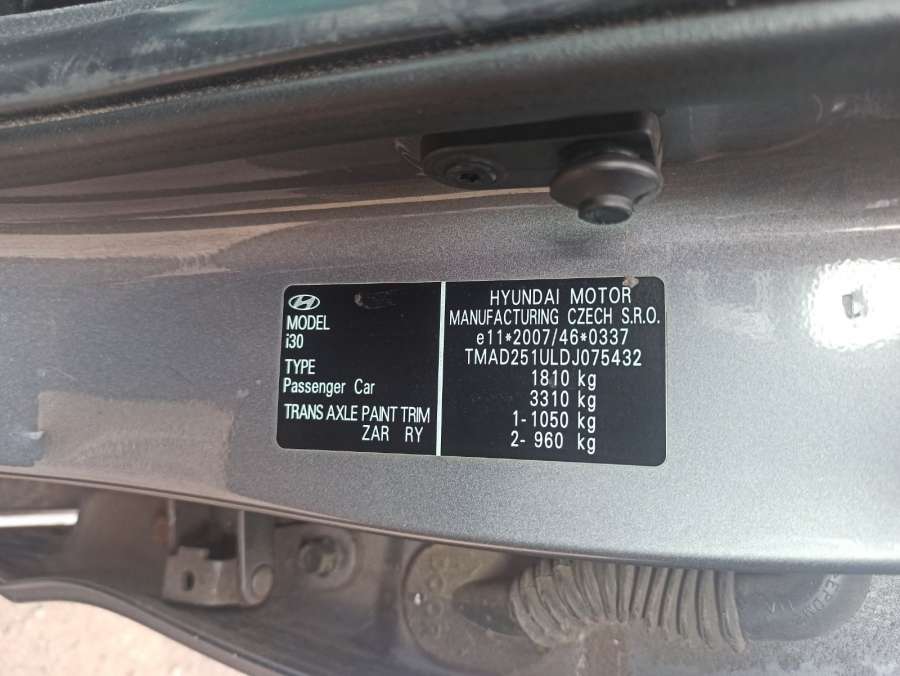 MODEL
i30
TYPE
Passenger Car
TRANS AXLE PAINT TRIM
ZAR RY
HYUNDAI MOTOR
MANUFACTURING CZECH S.R.O.
e11*2007/46*0337
TMAD251ULDJ075432
1810 kg
3310 kg
1-1050 kg
2- 960 kg